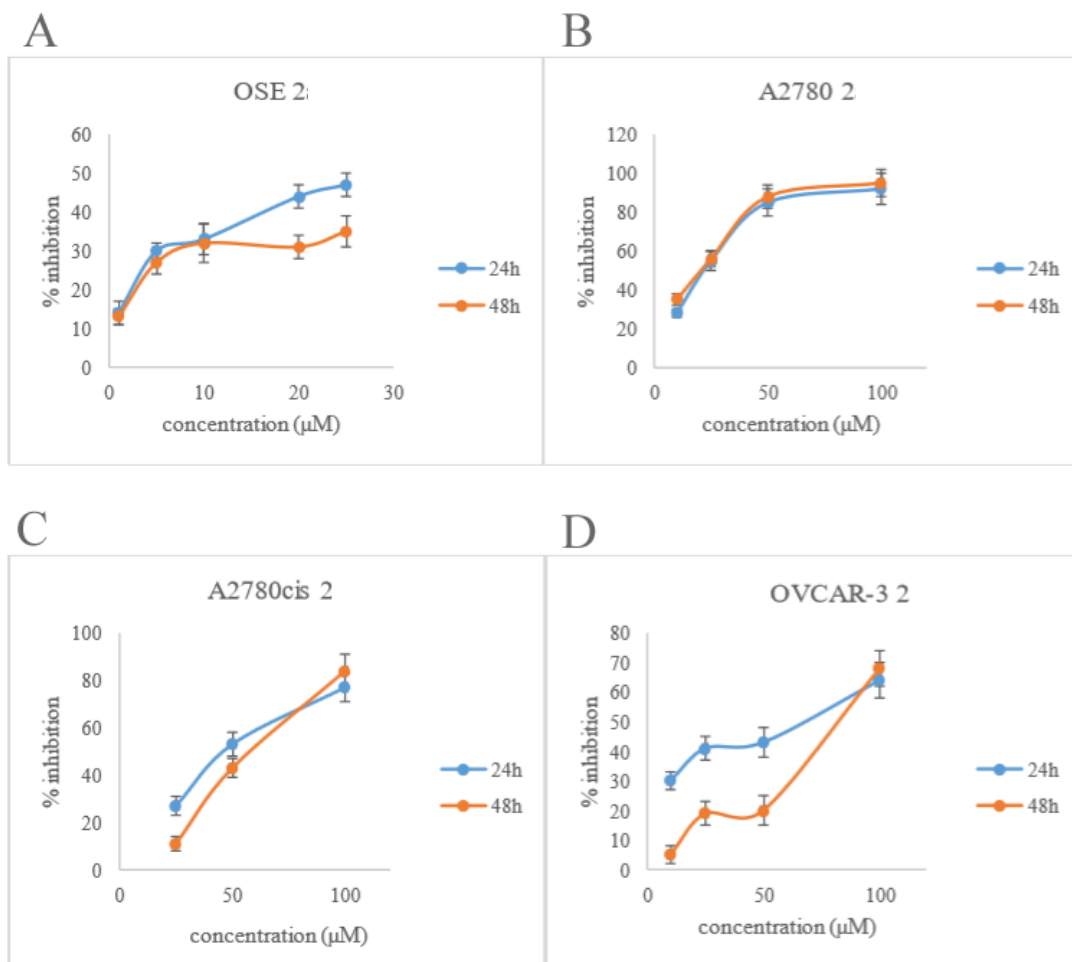 A
OSE 2
60
50
40
30
20
10
0
% inhibition
0 10 20 30
concentration (µM)
24h
48h
B
A2780 2
120
100
80
60
40
20
0
% inhibition
0 50 100
concentration (µM)
24h
48h
C
A2780cis 2
100
80
60
40
20
0
% inhibition
0 50 100
concentration (µM)
24h
48h
D
OVCAR-3 2
80
70
60
50
40
30
20
10
0
% inhibition
0 50 100
concentration (µM)
24h
48h